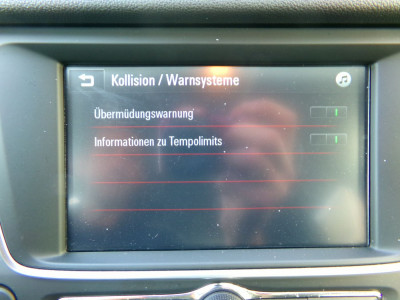 Kollision / Warnsysteme
Übermüdungswarnung
Informationen zu Tempolimits